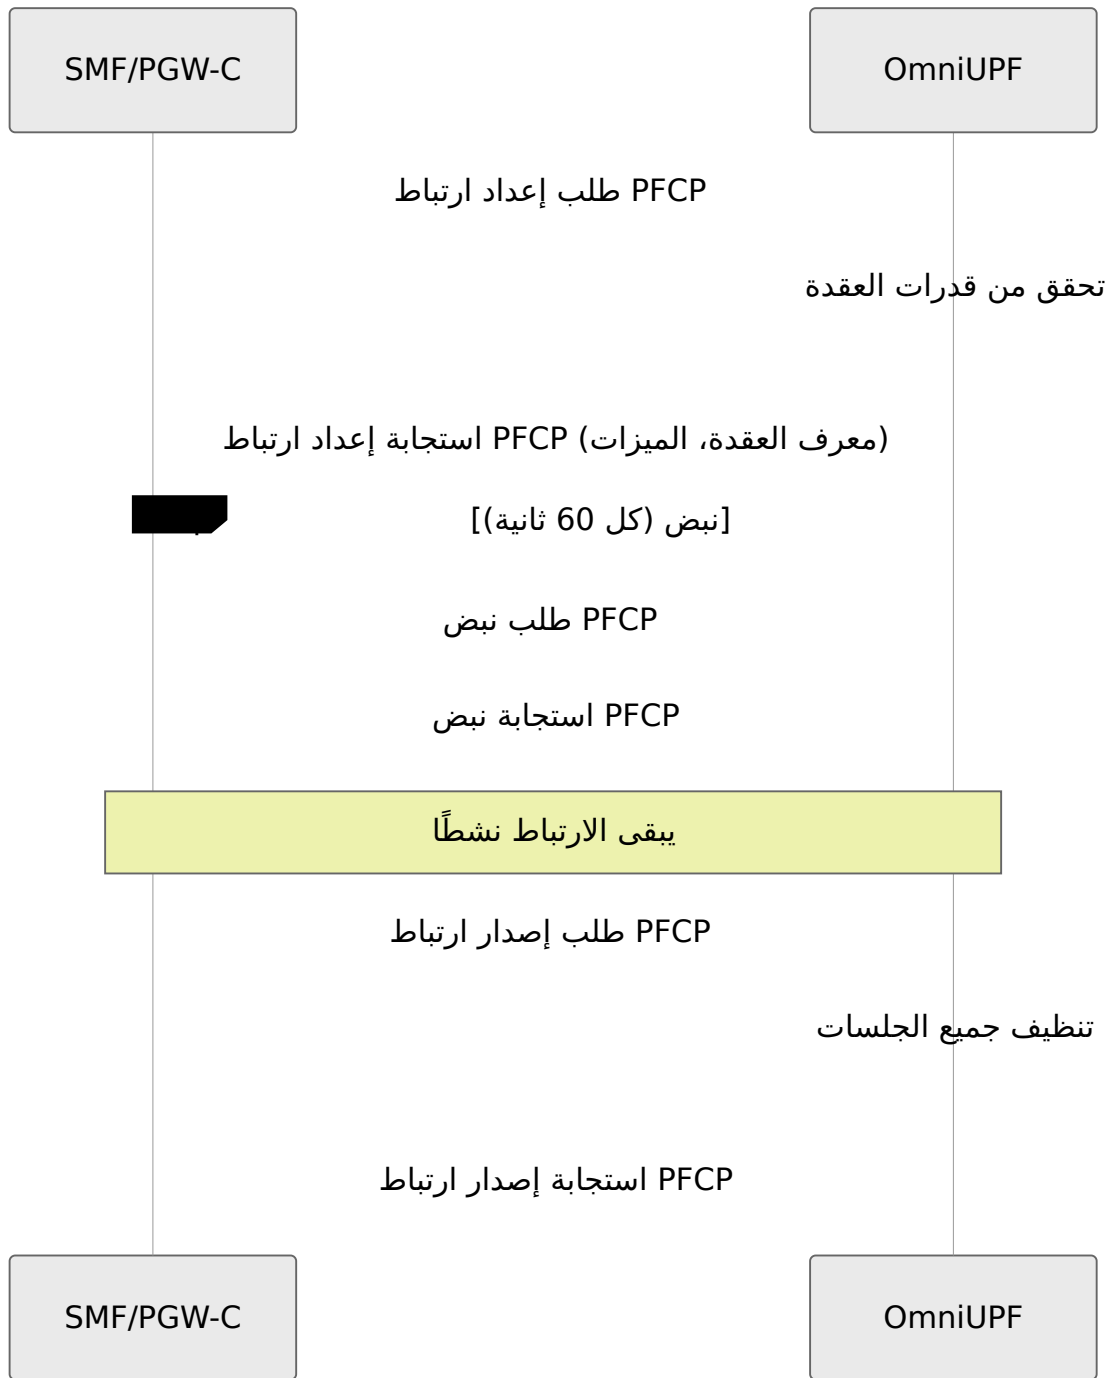 SMF/PGW-C
OmniUPF
PFCP طلب إعداد ارتباط
تحقق من قدرات العقدة
(معرف العقدة، الميزات) PFCP استجابة إعداد ارتباط
[نبض (كل 60 ثانية)]
PFCP طلب نبض
PFCP استجابة نبض
يبقى الارتباط نشطًا
PFCP طلب إصدار ارتباط
تنظيف جميع الجلسات
PFCP استجابة إصدار ارتباط
SMF/PGW-C
OmniUPF